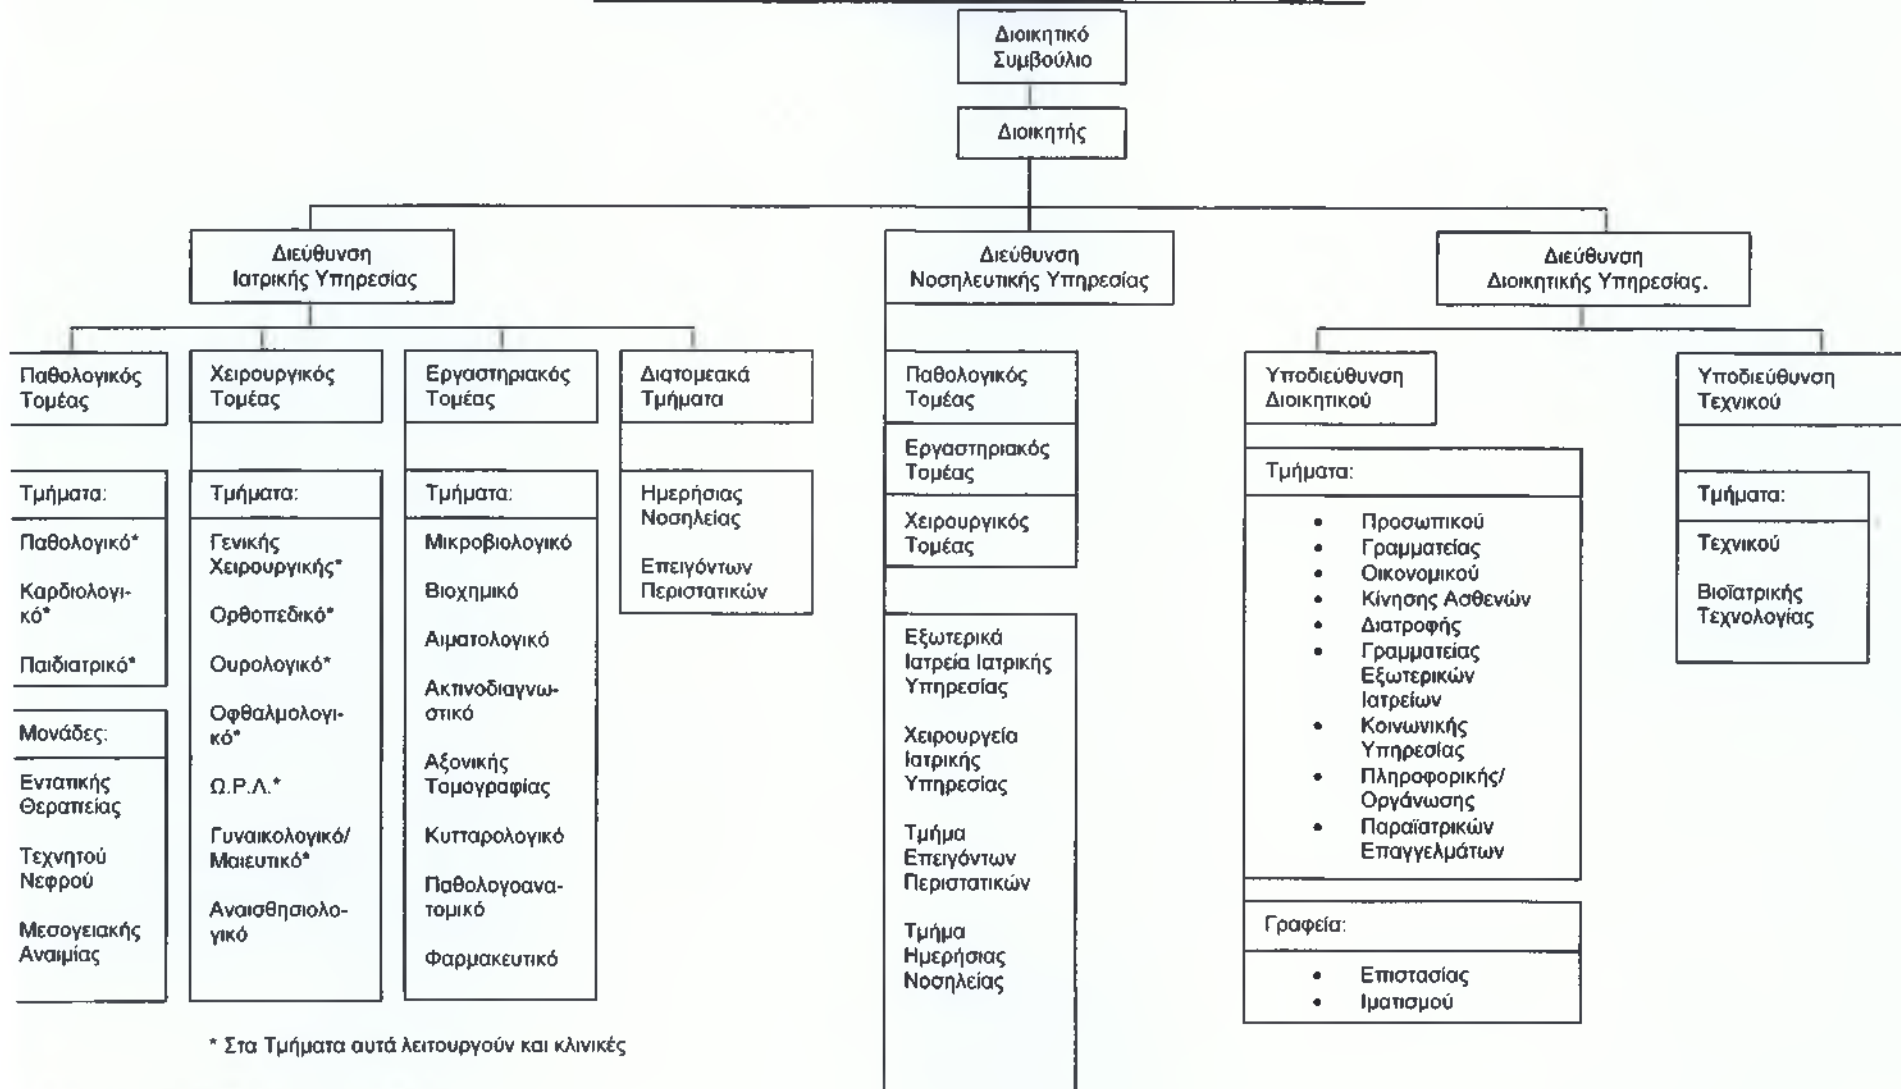 Διοικητικό
Συμβούλιο
Διοικητής
Διεύθυνση
Ιατρικής Υπηρεσίας
Διεύθυνση
Νοσηλευτικής Υπηρεσίας
Διεύθυνση
Διοικητικής Υπηρεσίας.
Παθολογικός
Τομέας
Χειρουργικός
Τομέας
Εργαστηριακός
Τομέας
Διατομεακά
Τμήματα
Τμήματα:
Παθολογικό*
Καρδιολογι-
κό*
Παιδιατρικό*
Μονάδες:
Εντατικής
Θεραπείας
Τεχνητού
Νεφρού
Μεσογειακής
Αναιμίας
Τμήματα:
Γενικής
Χειρουργικής*
Ορθοπεδικό*
Ουρολογικό*
Οφθαλμολογι-
κό*
Ω.Ρ.Λ.*
Γυναικολογικό/
Μαιευτικό*
Αναισθησιολο-
γικό
Τμήματα:
Μικροβιολογικό
Βιοχημικό
Αιματολογικό
Ακτινοδιαγνω-
στικό
Αξονικής
Τομογραφίας
Κυτταρολογικό
Παθολογοανα-
τομικό
Φαρμακευτικό
Ημερήσιας
Νοσηλείας
Επειγόντων
Περιστατικών
Παθολογικός
Τομέας
Εργαστηριακός
Τομέας
Χειρουργικός
Τομέας
Εξωτερικά
Ιατρεία Ιατρικής
Υπηρεσίας
Χειρουργεία
Ιατρικής
Υπηρεσίας
Τμήμα
Επειγόντων
Περιστατικών
Τμήμα
Ημερήσιας
Νοσηλείας
Υποδιεύθυνση
Διοικητικού
Τμήματα:
• Προσωπικού
• Γραμματείας
• Οικονομικού
• Κίνησης Ασθενών
• Διατροφής
• Γραμματείας
Εξωτερικών
Ιατρείων
• Κοινωνικής
Υπηρεσίας
• Πληροφορικής/
Οργάνωσης
• Παραϊατρικών
Επαγγελμάτων
Γραφεία:
• Επιστασίας
• Ιματισμού
Υποδιεύθυνση
Τεχνικού
Τμήματα:
Τεχνικού
Βιοϊατρικής
Τεχνολογίας
* Στα Τμήματα αυτά λειτουργούν και κλινικές